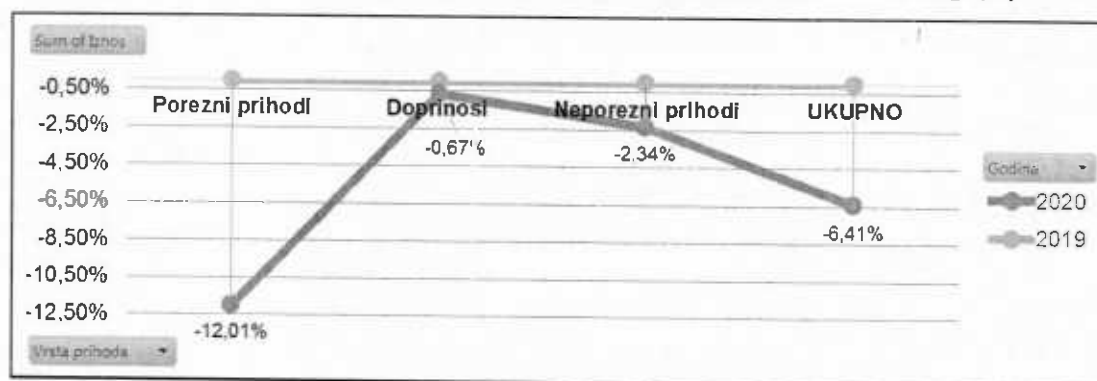 Sum of Iznos
-0,50%
Porezni prihodi
Doprinosi
Neporezni prihodi
UKUPNO
-2,50%
-0,67%
-2,34%
-4,50%
Godina
-6,50%
2020
-6,41%
-8,50%
2019
-10,50%
-12,50%
-12,01%
Vrsta prihoda